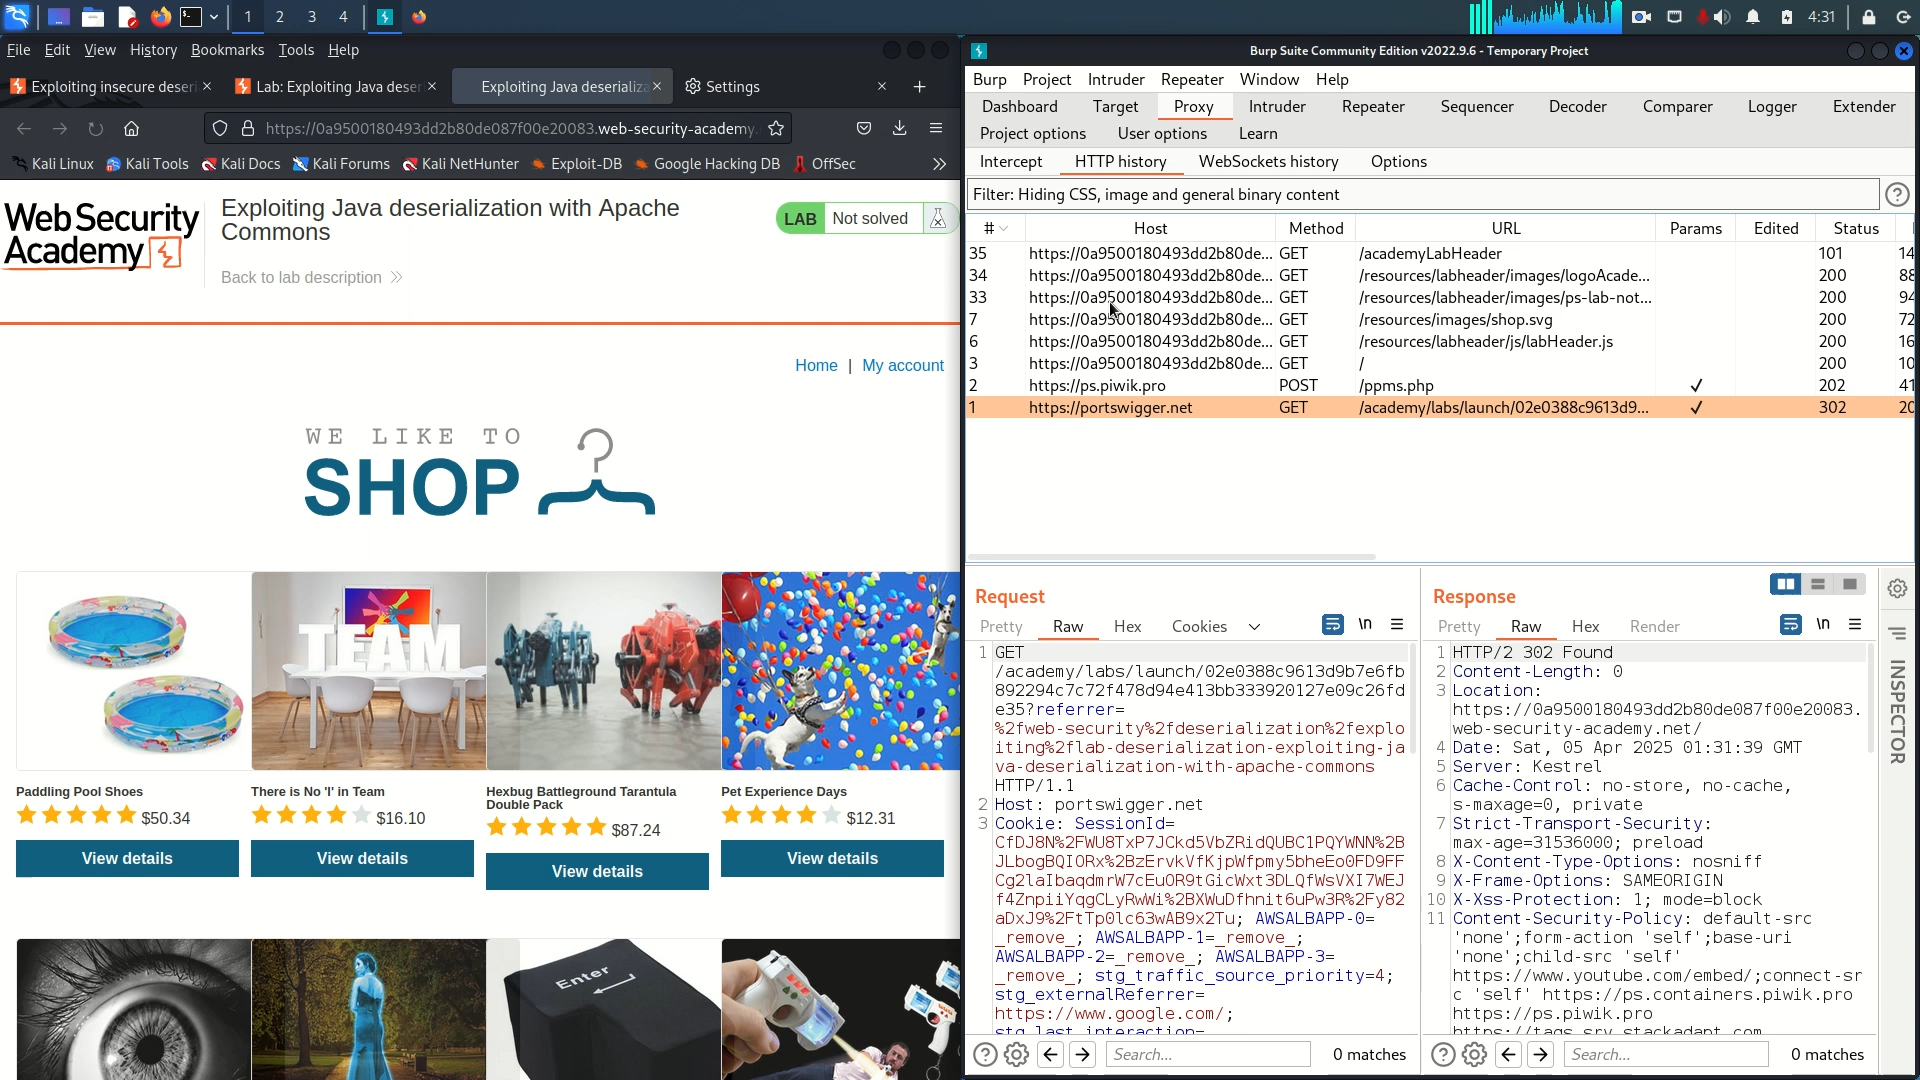 1 2 3 4
4:31
File Edit View History Bookmarks Tools Help
Exploiting insecure deseri
Lab: Exploiting Java deser
Exploiting Java deserializa
Settings
https://0a9500180493dd2b80de087f00e20083.web-security-academy.
Kali Linux Kali Tools Kali Docs Kali Forums Kali NetHunter Exploit-DB Google Hacking DB OffSec
Web Security
Academy
Exploiting Java deserialization with Apache
Commons
LAB Not solved
Back to lab description
Home | My account
WE LIKE TO
SHOP
TEAM
Paddling Pool Shoes
$50.34
View details
There is No 'I' in Team
$16.10
View details
Hexbug Battleground Tarantula
Double Pack
$87.24
View details
Pet Experience Days
$12.31
View details
Enter
Burp Suite Community Edition v2022.9.6 - Temporary Project
Burp Project Intruder Repeater Window Help
Dashboard Target Proxy Intruder Repeater Sequencer Decoder Comparer Logger Extender
Project options User options Learn
Intercept HTTP history WebSockets history Options
Filter: Hiding CSS, image and general binary content
# Host Method URL Params Edited Status
35 https://0a9500180493dd2b80de... GET /academyLabHeader 101 14
34 https://0a9500180493dd2b80de... GET /resources/labheader/images/logoAcade... 200 88
33 https://0a9500180493dd2b80de... GET /resources/labheader/images/ps-lab-not... 200 94
7 https://0a9500180493dd2b80de... GET /resources/images/shop.svg 200 72
6 https://0a9500180493dd2b80de... GET /resources/labheader/js/labHeader.js 200 16
3 https://0a9500180493dd2b80de... GET / 200 10
2 https://ps.piwik.pro POST /ppms.php ✓ 202 41
1 https://portswigger.net GET /academy/labs/launch/02e0388c9613d9... ✓ 302 20
Request
Pretty Raw Hex Cookies \n
1 GET
/academy/labs/launch/02e0388c9613d9b7e6fb
892294c7c72f478d94e413bb333920127e09c26fd
e35?referrer=
%2fweb-security%2fdeserialization%2fexplo
iting%2flab-deserialization-exploiting-ja
va-deserialization-with-apache-commons
HTTP/1.1
2 Host: portswigger.net
3 Cookie: SessionId=
CfDJ8N%2FWU8TxP7JCkd5VbZRidQUBC1PQYWNN%2B
JLbogBQIORx%2BzErvkVfKjpWfpmy5bheEo0FD9FF
Cg2laIbaqdmrW7cEuOR9tGicWxt3DLQfWsVXI7WEJ
f4ZnpiiYqgCLyRwWi%2BXWuDfhnit6uPw3R%2Fy82
aDxJ9%2FtTp0lc63wAB9x2Tu; AWSALBAPP-0=
_remove_; AWSALBAPP-1=_remove_;
AWSALBAPP-2=_remove_; AWSALBAPP-3=
_remove_; stg_traffic_source_priority=4;
stg_externalReferrer=
https://www.google.com/;
stg_last_interaction=
Search... 0 matches
Response
Pretty Raw Hex Render \n
1 HTTP/2 302 Found
2 Content-Length: 0
3 Location:
https://0a9500180493dd2b80de087f00e20083.
web-security-academy.net/
4 Date: Sat, 05 Apr 2025 01:31:39 GMT
5 Server: Kestrel
6 Cache-Control: no-store, no-cache,
s-maxage=0, private
7 Strict-Transport-Security:
max-age=31536000; preload
8 X-Content-Type-Options: nosniff
9 X-Frame-Options: SAMEORIGIN
10 X-Xss-Protection: 1; mode=block
11 Content-Security-Policy: default-src
'none';form-action 'self';base-uri
'none';child-src 'self'
https://www.youtube.com/embed/;connect-sr
c 'self' https://ps.containers.piwik.pro
https://ps.piwik.pro
https://tags.srv.stackadapt.com
Search... 0 matches
INSPECTOR